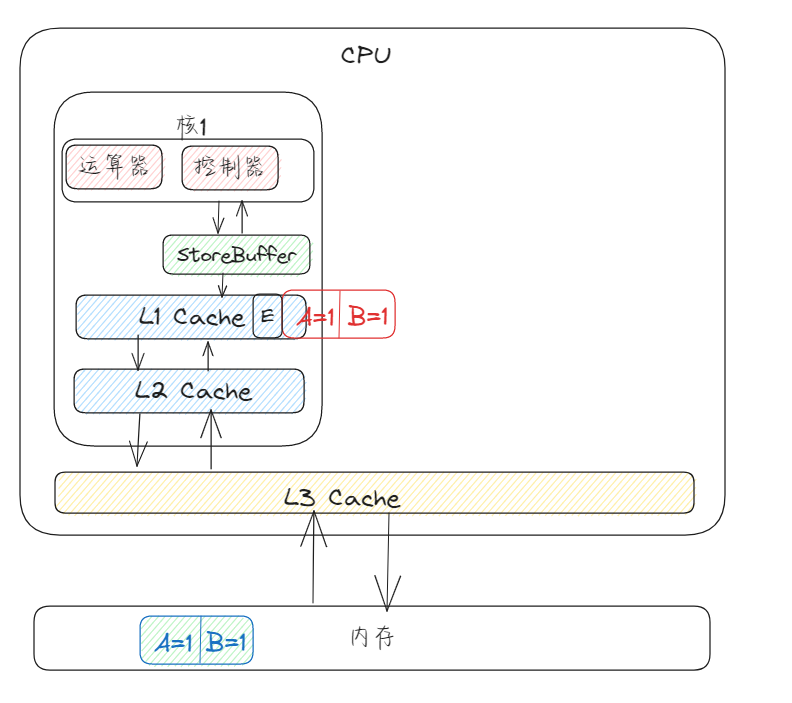 CPU
核1
运算器 控制器
StoreBuffer
L1 Cache E A=1 B=1
L2 Cache
L3 Cache
A=1 B=1 内存